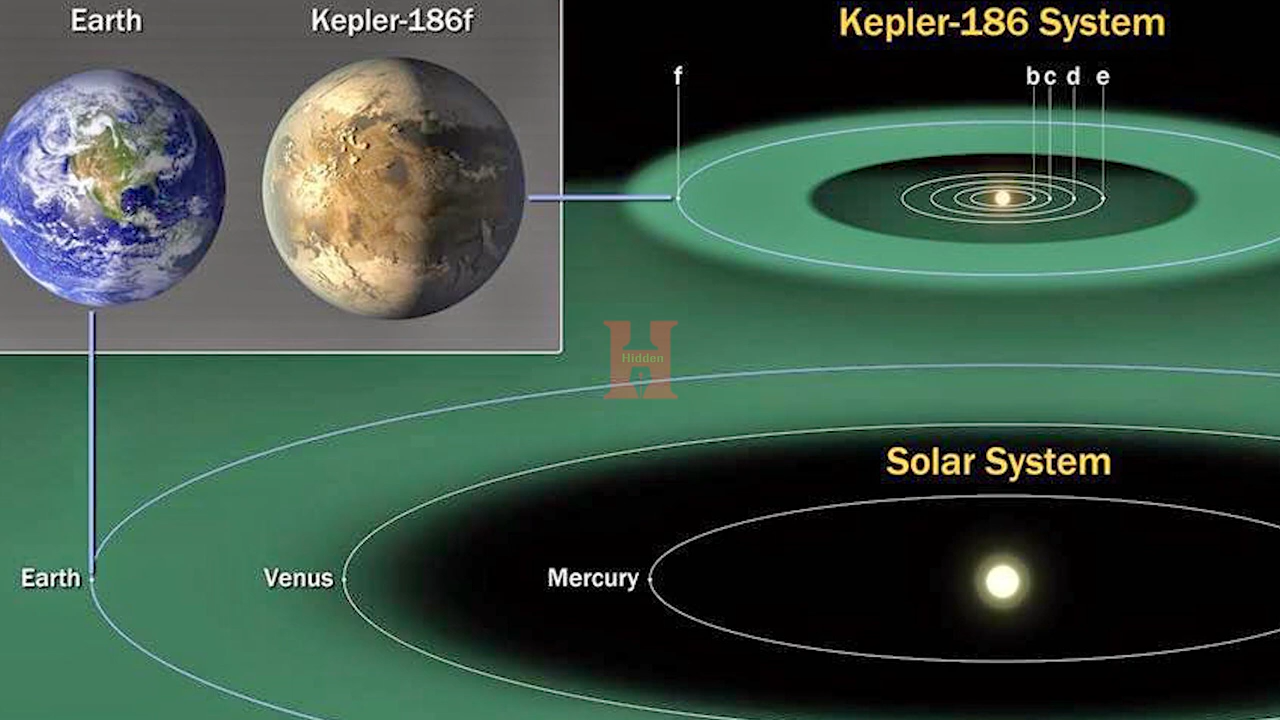 Earth
Kepler-186f
Kepler-186 System
f
b c d e
Hidden
Solar System
Earth
Venus
Mercury